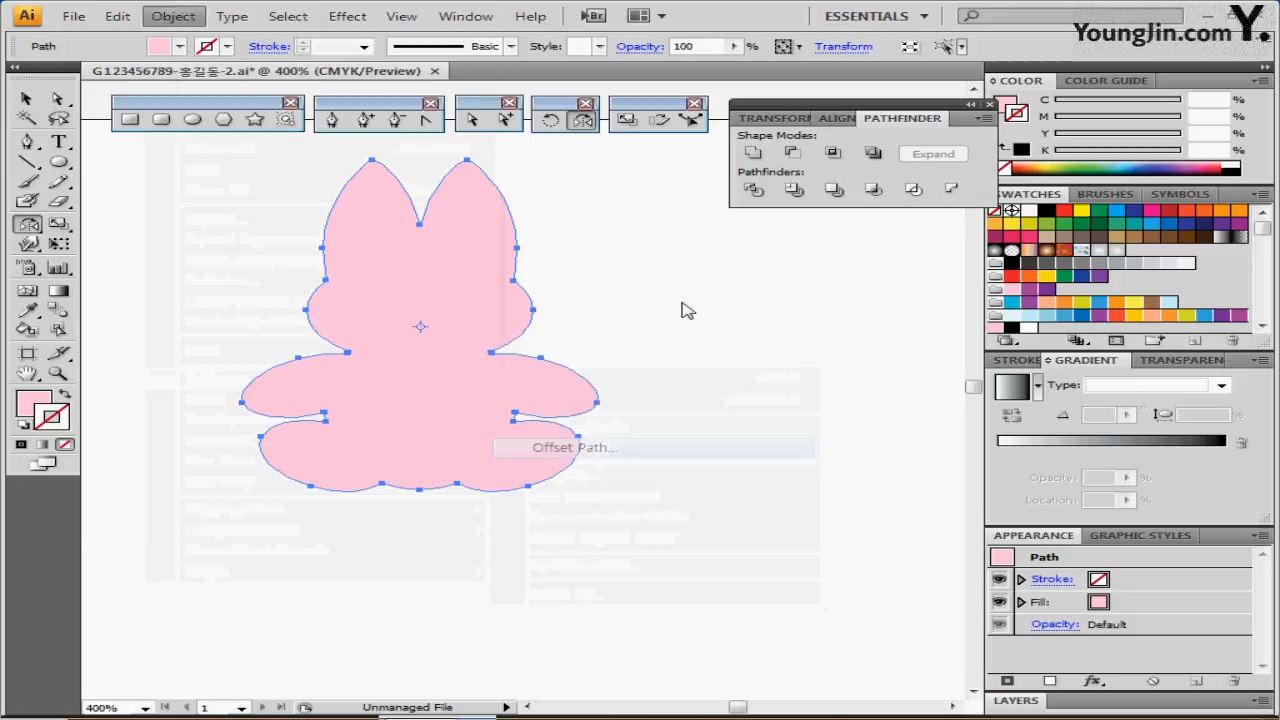 Ai File Edit Object Type Select Effect View Window Help Br ESSENTIALS
YoungJin.com Y.
Path Stroke: Basic Style: Opacity: 100 % Transform
G123456789-홍길동-2.ai* @ 400% (CMYK/Preview)
COLOR COLOR GUIDE
C %
M %
Y %
K %
TRANSFORM ALIGN PATHFINDER
Shape Modes:
Expand
Pathfinders:
SWATCHES BRUSHES SYMBOLS
STROKE GRADIENT TRANSPAREN
Type:
Offset Path...
Opacity: %
Location: %
APPEARANCE GRAPHIC STYLES
Path
Stroke:
Fill:
Opacity: Default
LAYERS
400% 1 Unmanaged File